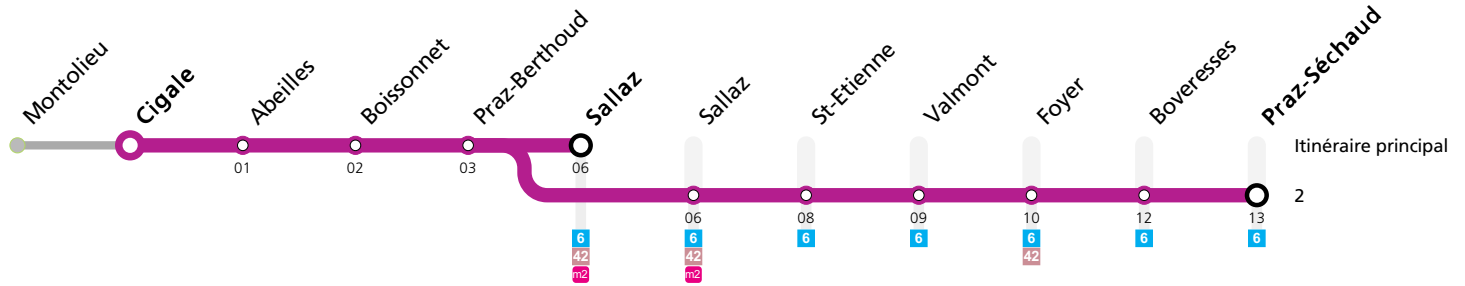 Montolieu
Cigale
Abeilles
Boissonnet
Praz-Berthoud
Sallaz
Sallaz
St-Etienne
Valmont
Foyer
Boveresses
Praz-Séchaud
Itinéraire principal
01
02
03
06
2
06
08
09
10
12
13
6
6
6
6
6
6
6
42
42
42
m2
m2